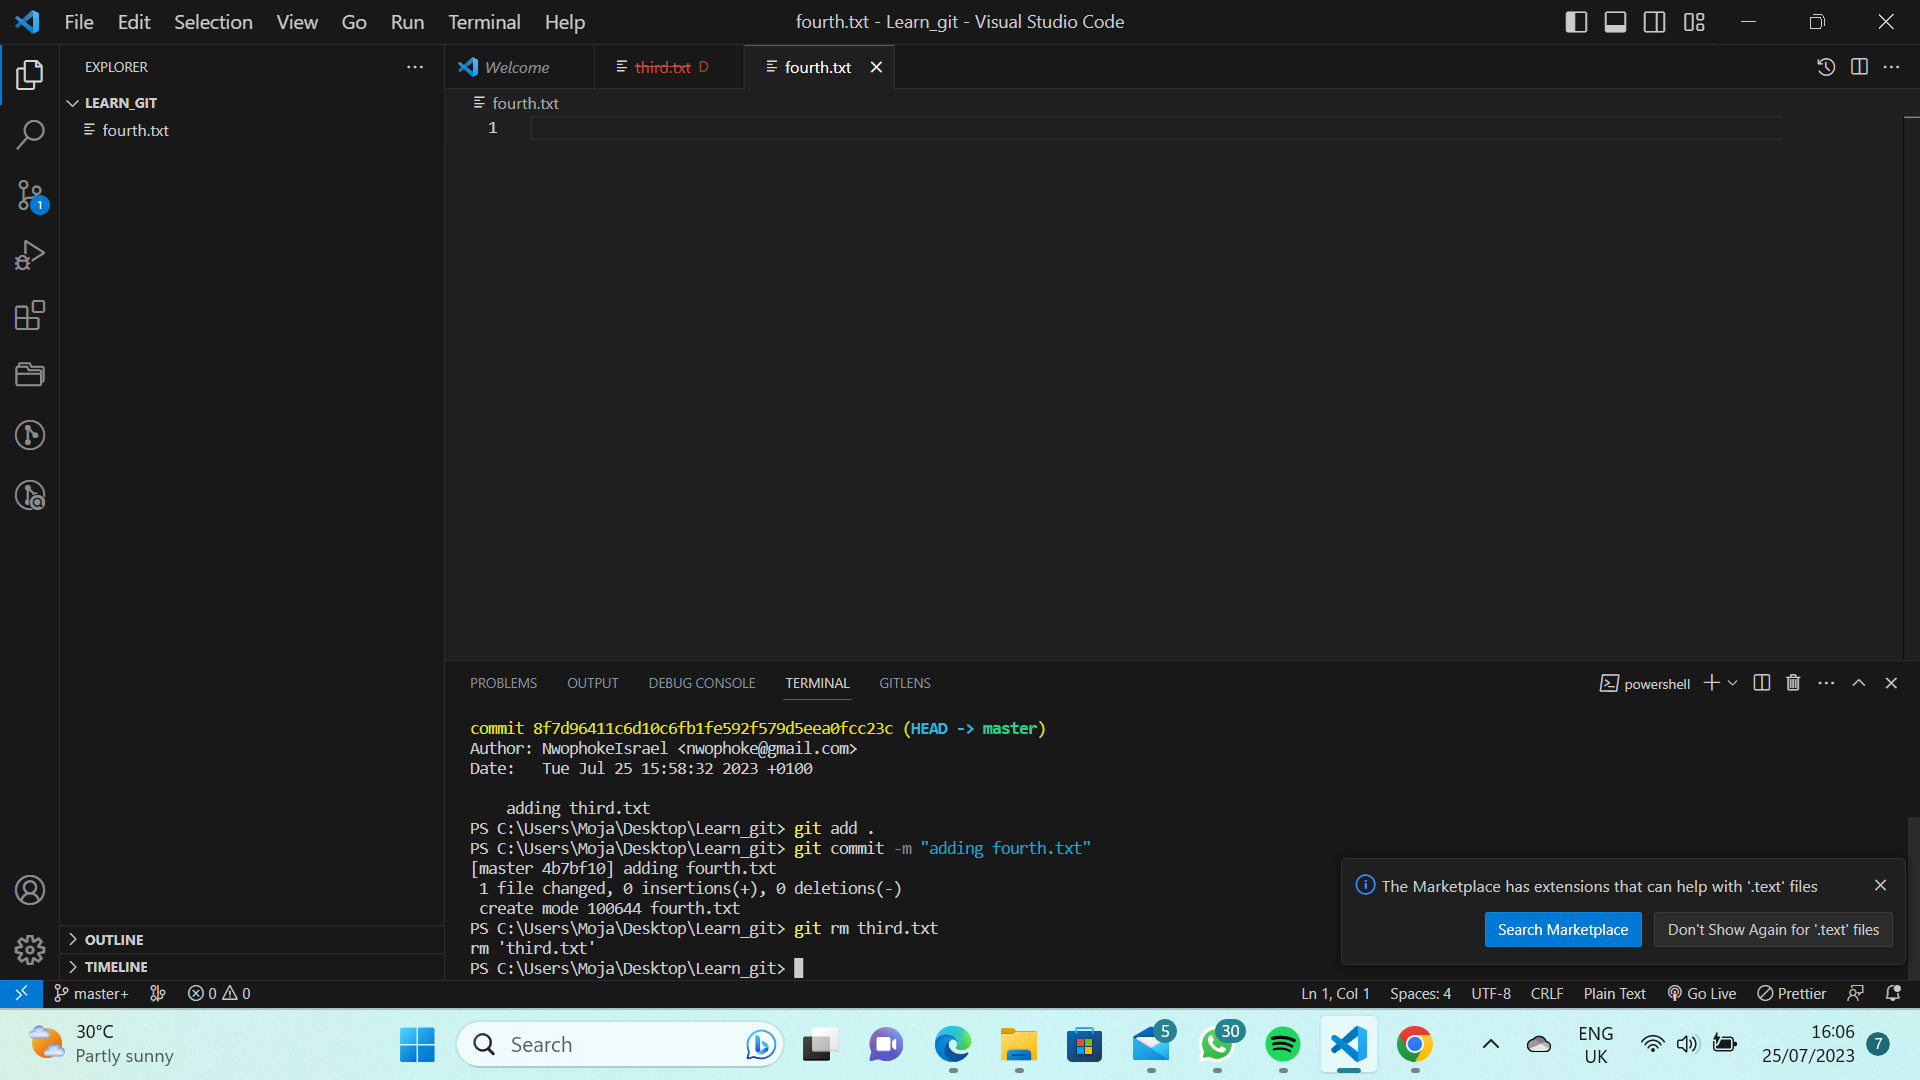 File Edit Selection View Go Run Terminal Help
fourth.txt - Learn_git - Visual Studio Code
EXPLORER
LEARN_GIT
fourth.txt
1
OUTLINE
TIMELINE
Welcome
third.txt D
fourth.txt
fourth.txt
1
PROBLEMS OUTPUT DEBUG CONSOLE TERMINAL GITLENS
powershell
commit 8f7d96411c6d10c6fb1fe592f579d5eea0fcc23c (HEAD -> master)
Author: NwophokeIsrael <nwophoke@gmail.com>
Date:   Tue Jul 25 15:58:32 2023 +0100
adding third.txt
PS C:\Users\Moja\Desktop\Learn_git> git add .
PS C:\Users\Moja\Desktop\Learn_git> git commit -m "adding fourth.txt"
[master 4b7bf10] adding fourth.txt
1 file changed, 0 insertions(+), 0 deletions(-)
create mode 100644 fourth.txt
PS C:\Users\Moja\Desktop\Learn_git> git rm third.txt
rm 'third.txt'
PS C:\Users\Moja\Desktop\Learn_git>
The Marketplace has extensions that can help with '.text' files
Search Marketplace
Don't Show Again for '.text' files
master+ 0 0
Ln 1, Col 1 Spaces: 4 UTF-8 CRLF Plain Text Go Live Prettier
30°C
Partly sunny
Search
5
30
ENG
UK
16:06
25/07/2023
7